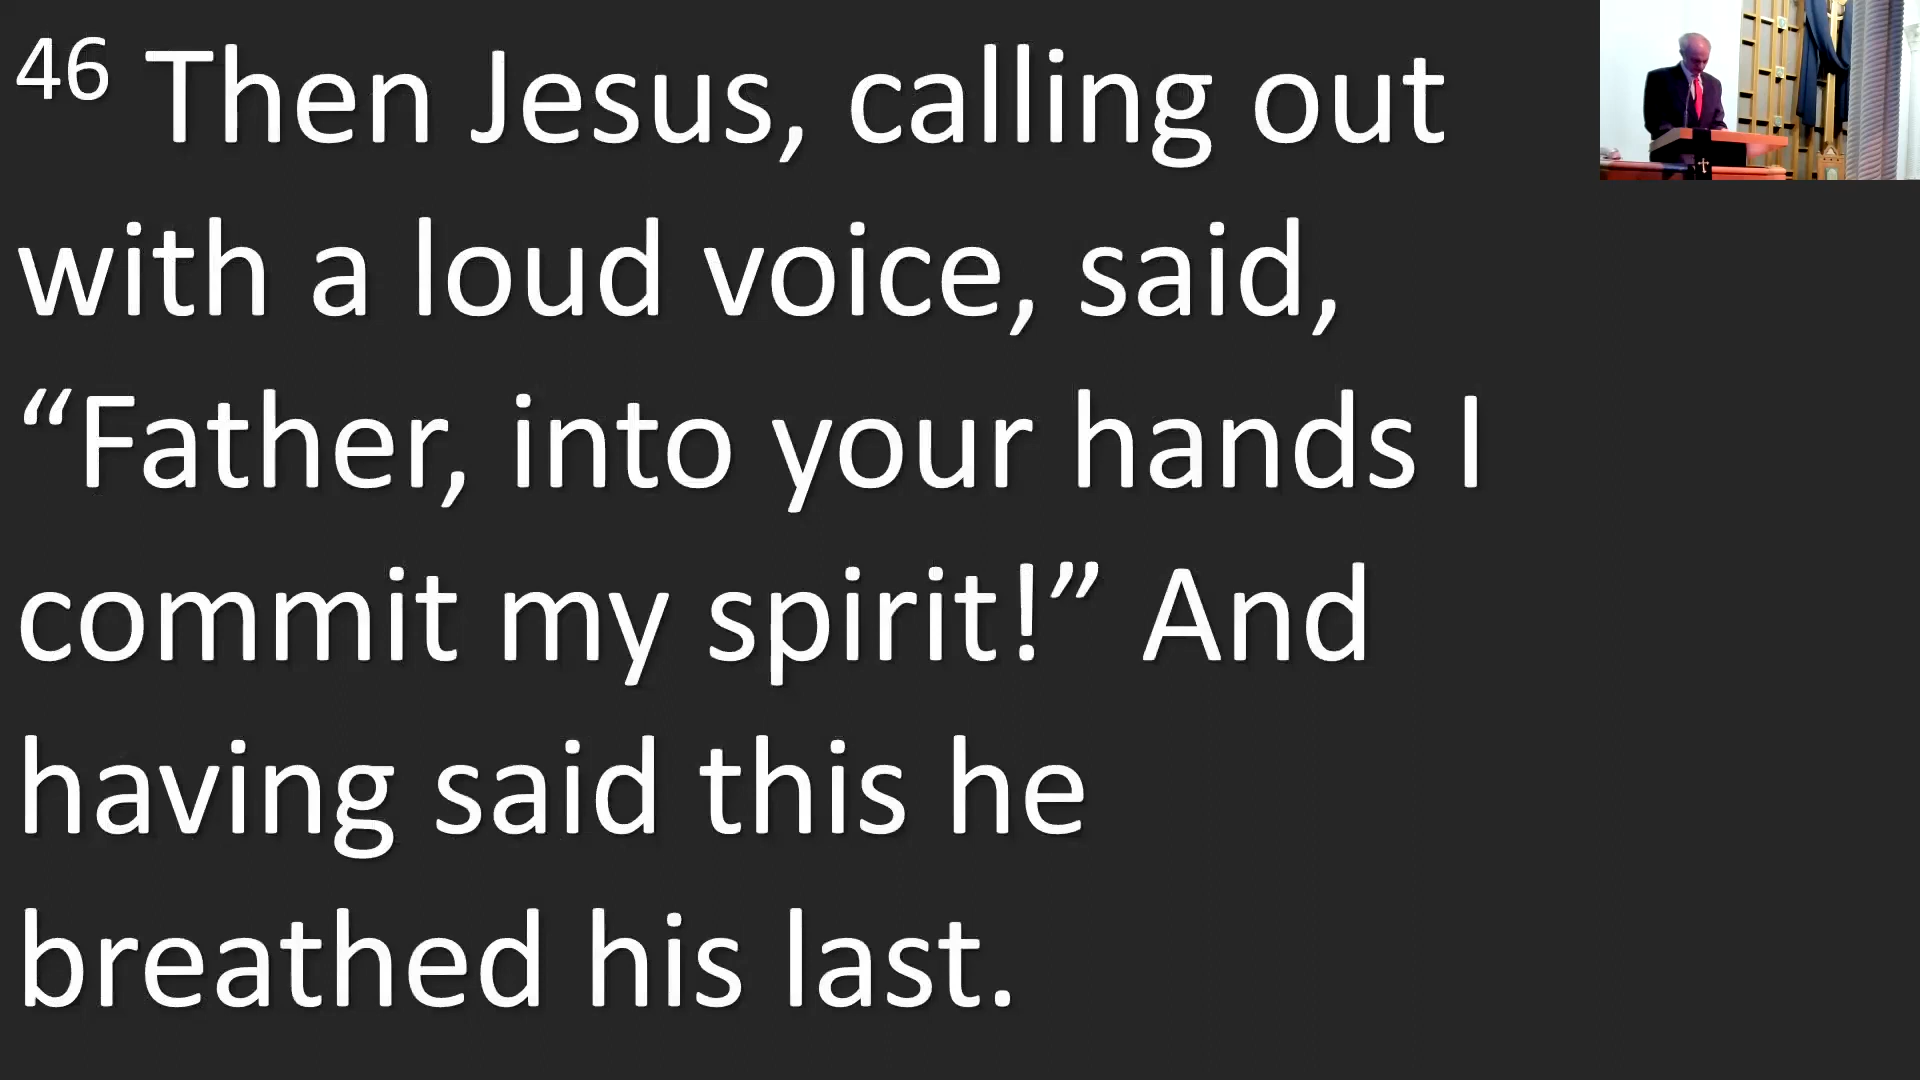 46 Then Jesus, calling out
with a loud voice, said,
“Father, into your hands I
commit my spirit!” And
having said this he
breathed his last.